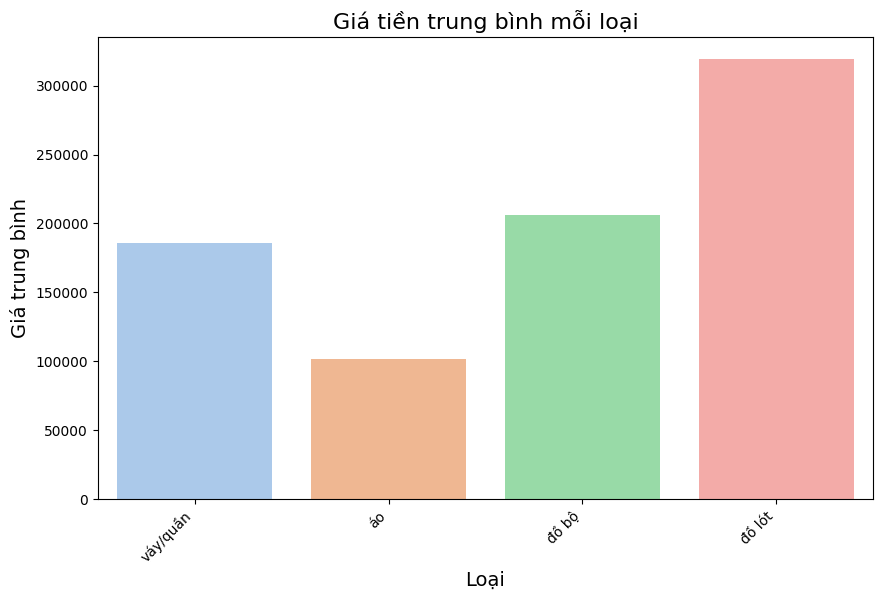 Giá tiền trung bình mỗi loại
Giá trung bình
300000
250000
200000
150000
100000
50000
0
váy/quần
áo
đồ bộ
đồ lót
Loại